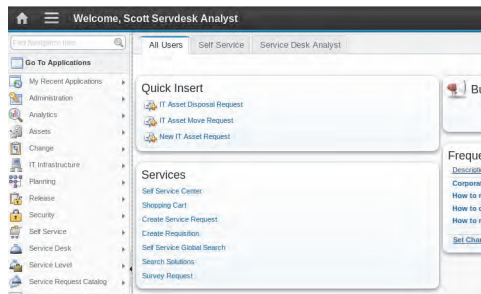 Welcome, Scott Servdesk Analyst
Find Navigation Item
Go To Applications
My Recent Applications
Administration
Analytics
Assets
Change
IT Infrastructure
Planning
Release
Security
Self Service
Service Desk
Service Level
Service Request Catalog
All Users
Self Service
Service Desk Analyst
Quick Insert
IT Asset Disposal Request
IT Asset Move Request
New IT Asset Request
Services
Self Service Center
Shopping Cart
Create Service Request
Create Requisition
Self Service Global Search
Search Solutions
Survey Request
Bu
Freque
Descripti
Corporat
How to r
How to c
How to r
Set Char